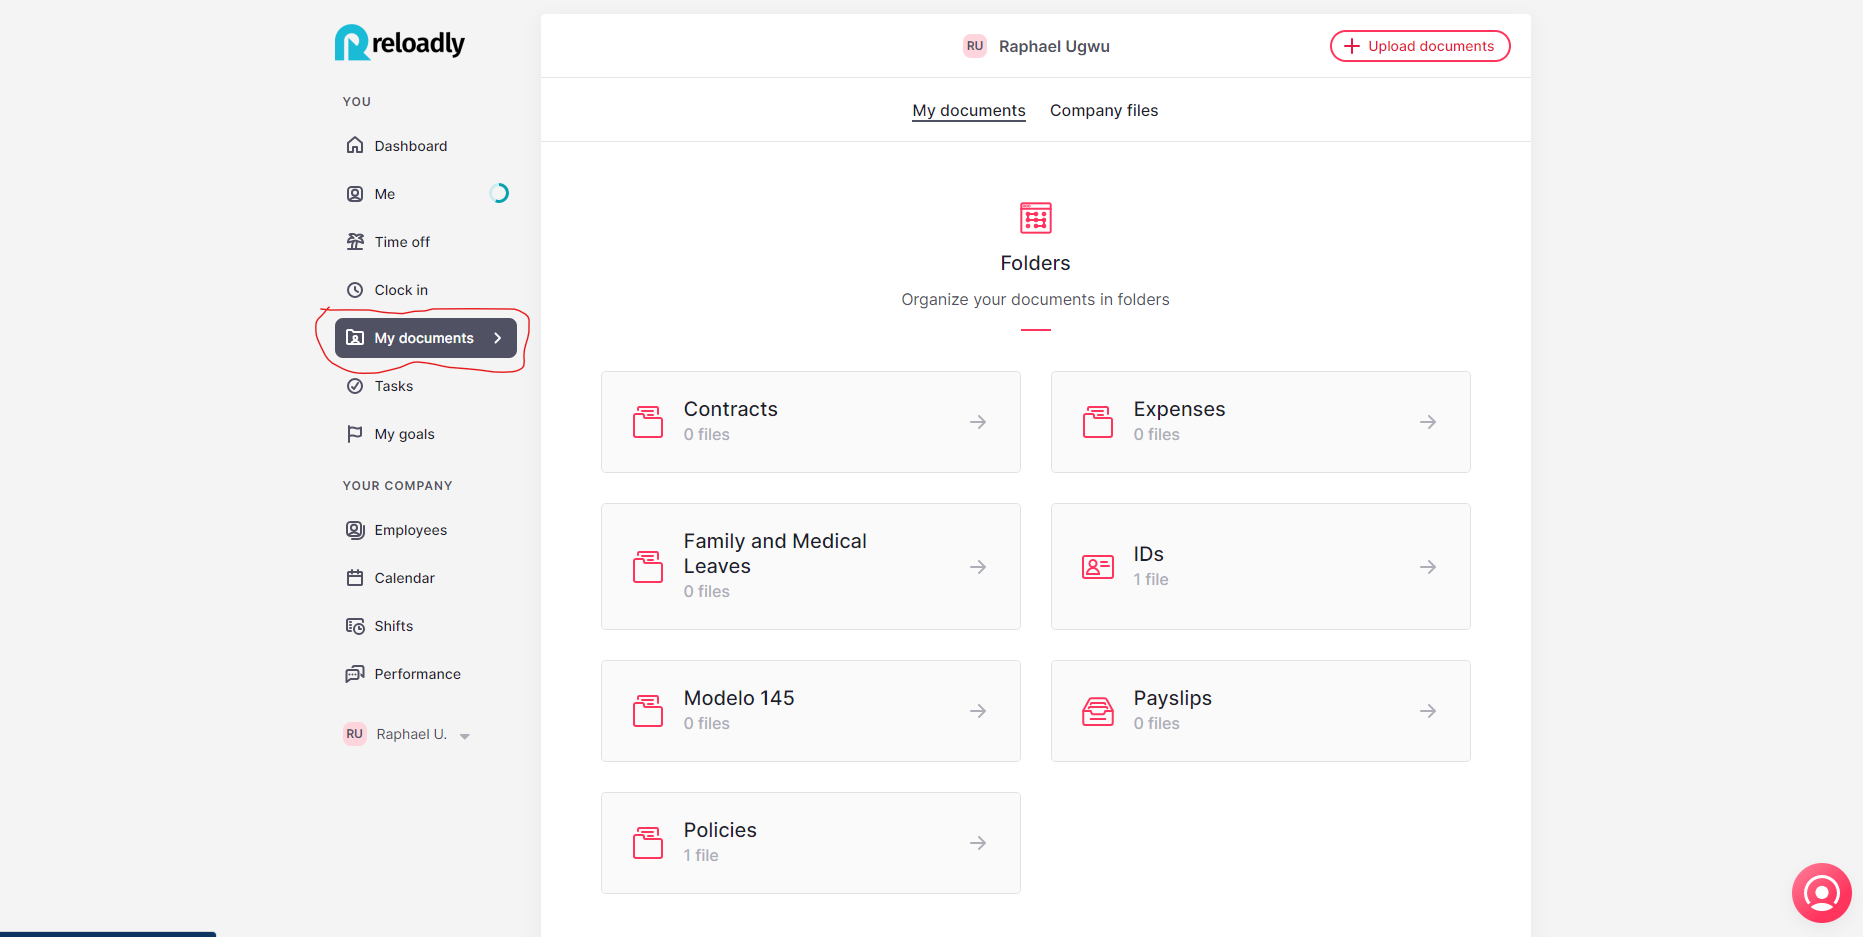 reloadly
YOU
Dashboard
Me
Time off
Clock in
My documents
Tasks
My goals
YOUR COMPANY
Employees
Calendar
Shifts
Performance
RU Raphael U.
RU Raphael Ugwu
Upload documents
My documents Company files
Folders
Organize your documents in folders
Contracts
0 files
Expenses
0 files
Family and Medical
Leaves
0 files
IDs
1 file
Modelo 145
0 files
Payslips
0 files
Policies
1 file